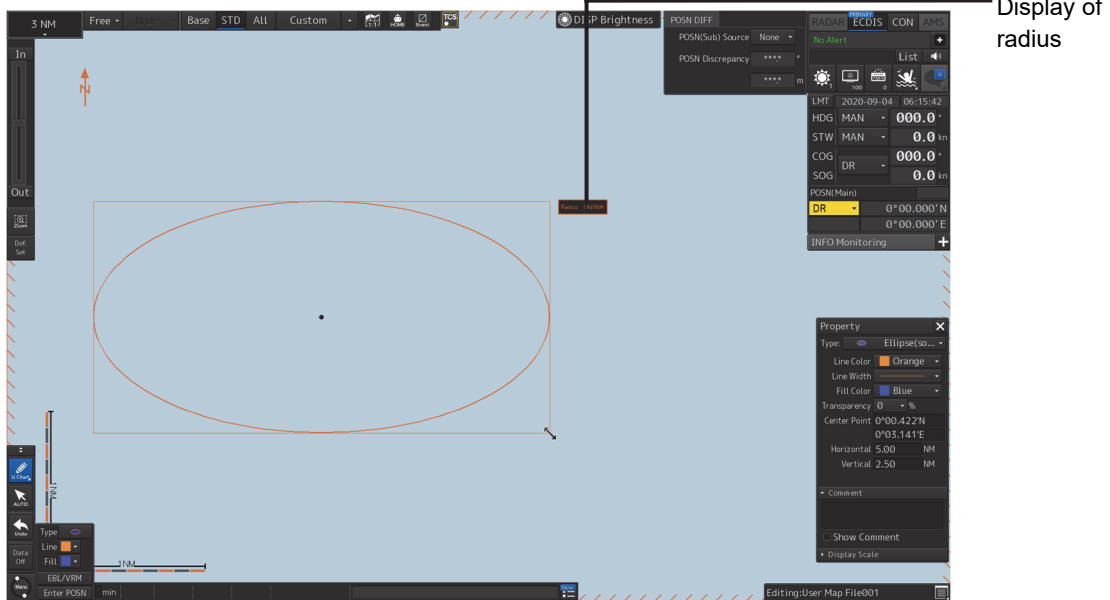 Display of
radius
3 NM
Free
N UP
Base
STD
All
Custom
L1:1
HOME
Event
TCS
DISP Brightness
POSN DIFF
POSN(Sub) Source
None
POSN Discrepancy
****.* °
****.* m
RADAR
PRIMARY
ECDIS
CON
AMS
No Alert
List
1
100
0
LMT 2020-09-04 06:15:42
HDG MAN 000.0 °
STW MAN 0.0 kn
COG 000.0 °
DR
SOG 0.0 kn
POSN(Main)
DR 0°00.000'N
0°00.000'E
INFO Monitoring
In
Out
Zoom
Def.
Set
N
Property
Type: Ellipse(so...
Line Color Orange
Line Width
Fill Color Blue
Transparency 0 %
Center Point 0°00.422'N
0°03.141'E
Horizontal 5.00 NM
Vertical 2.50 NM
Comment
Show Comment
Display Scale
U.Chart
AUTO
Undo
Data
Off
Menu
1NM
1NM
Type
Line
Fill
EBL/VRM
Enter POSN
min
New
Editing:User Map File001